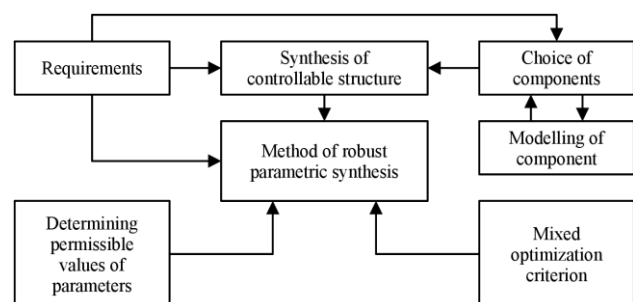 Requirements
Synthesis of
controllable structure
Choice of
components
Method of robust
parametric synthesis
Modelling of
component
Determining
permissible
values of
parameters
Mixed
optimization
criterion